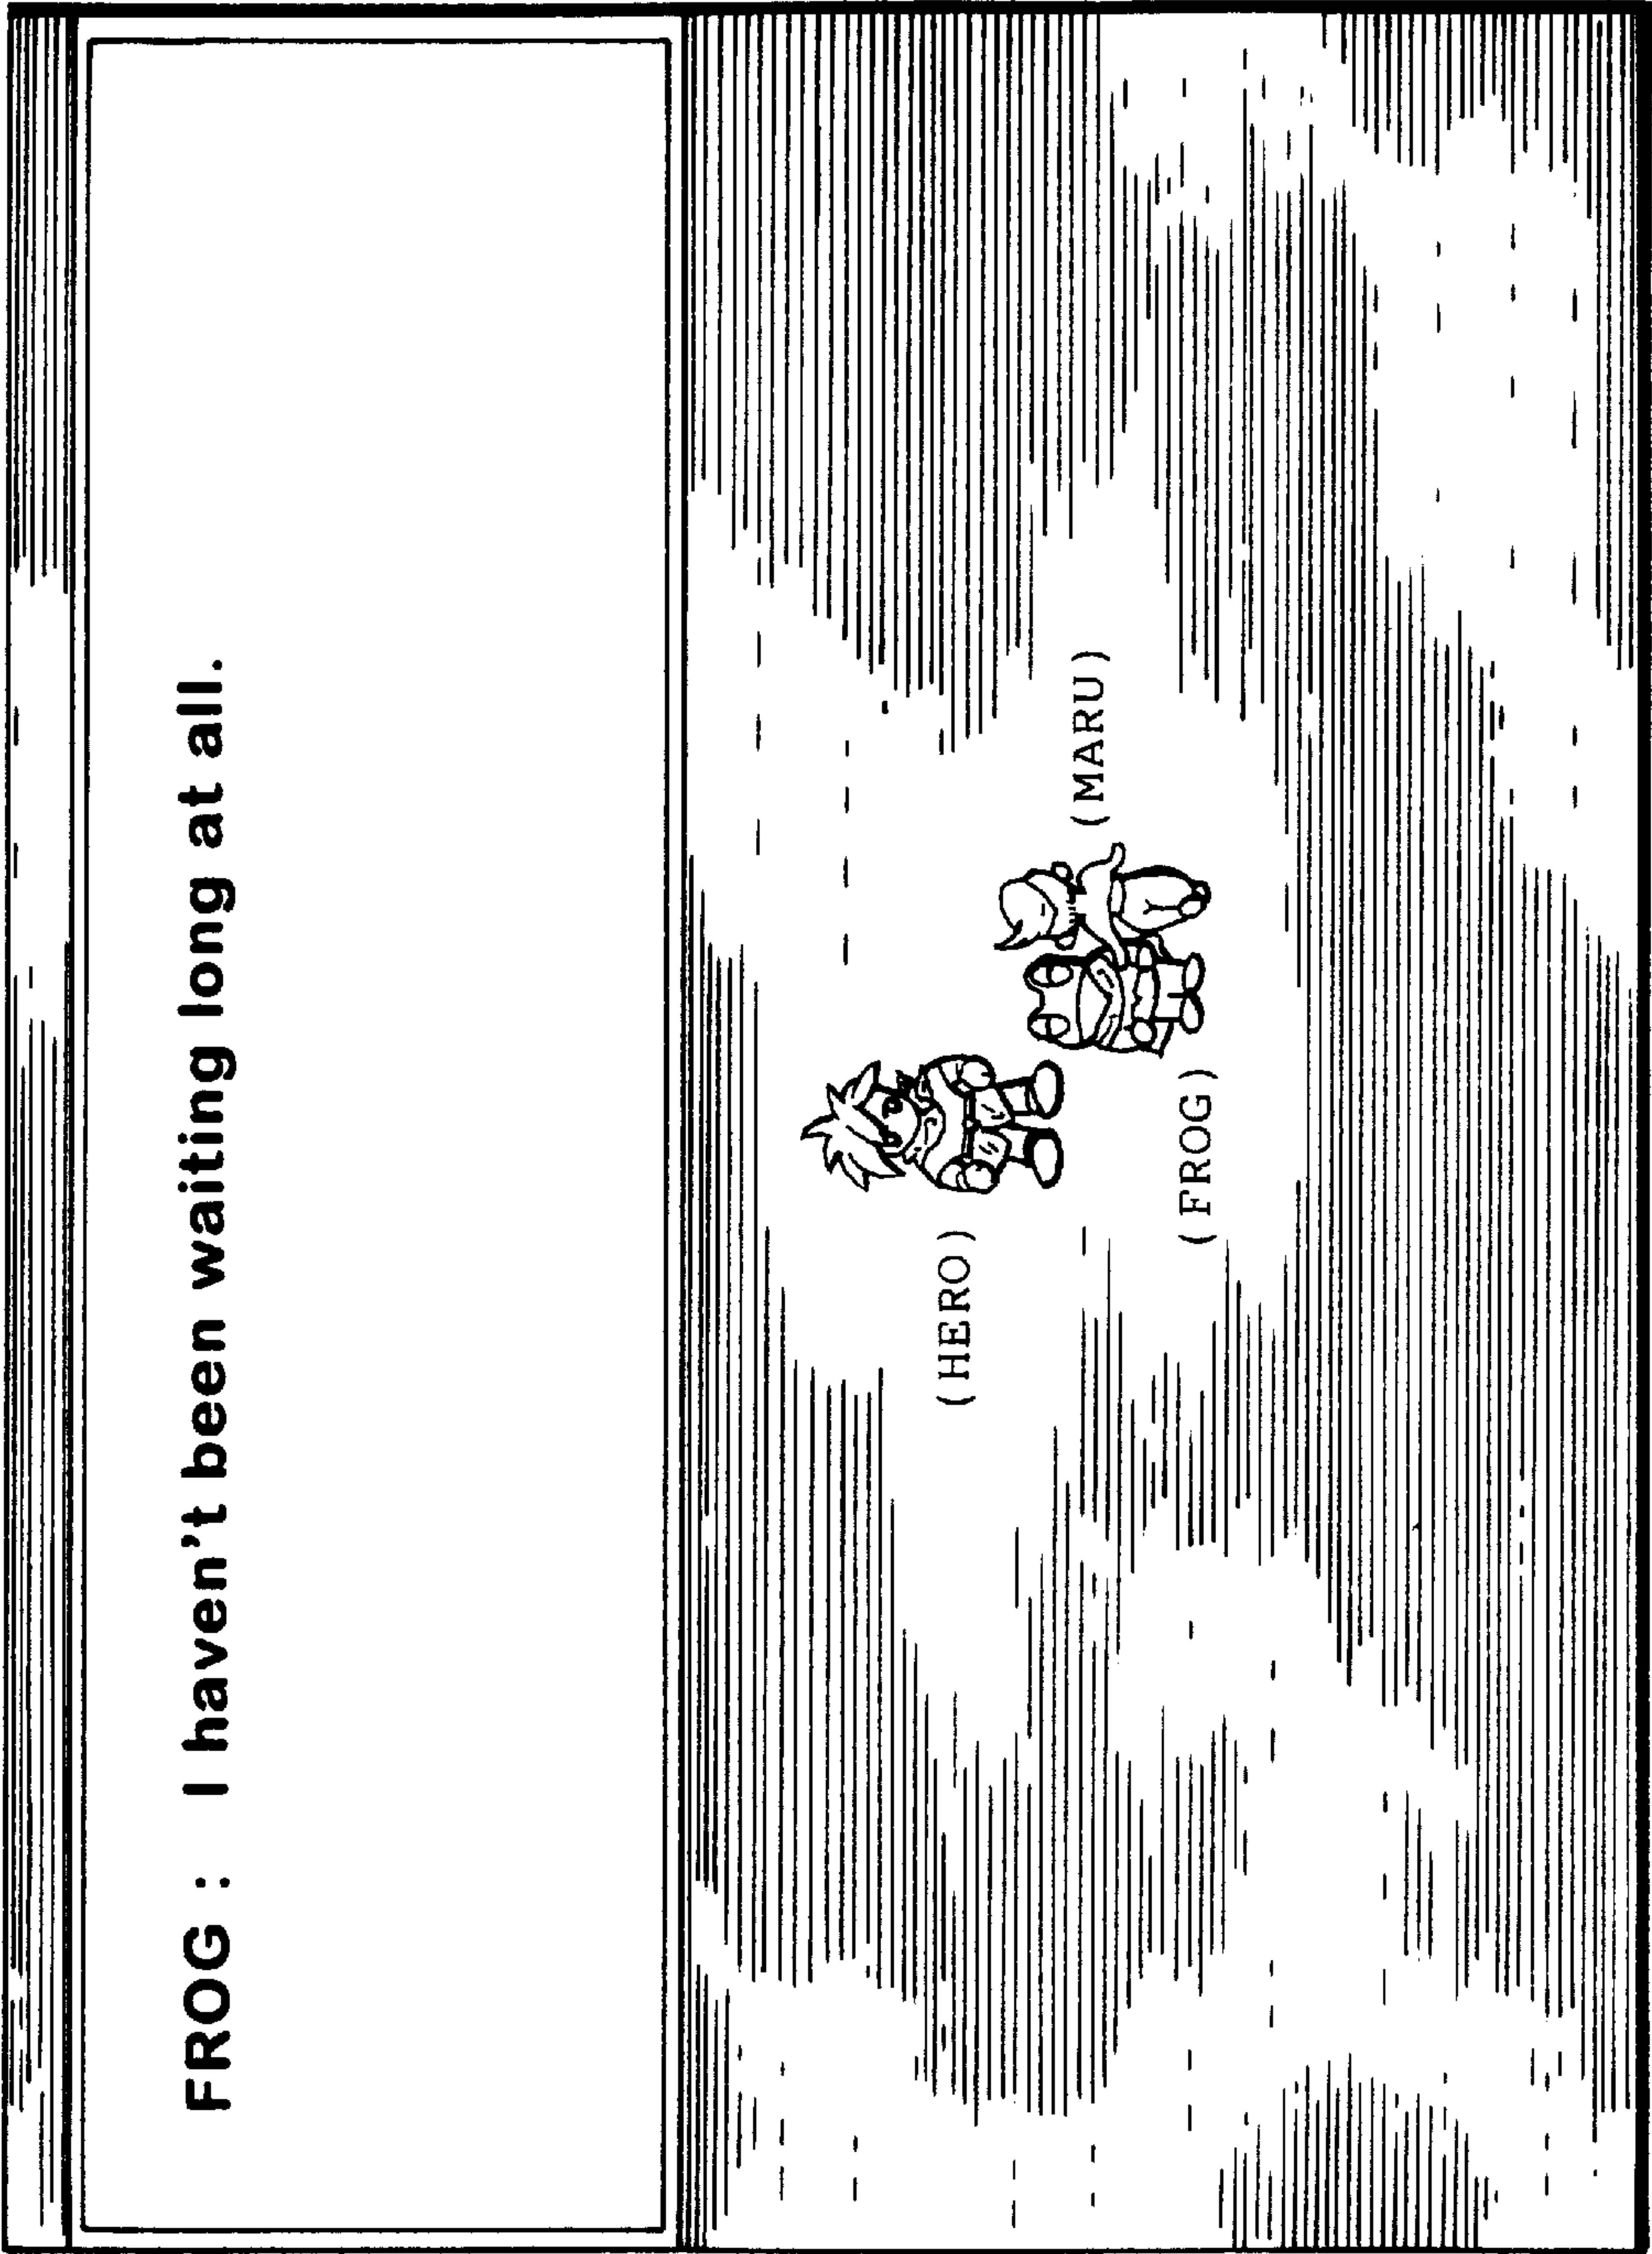 FROG : I haven't been waiting long at all.
(MARU)
(HERO)
(FROG)